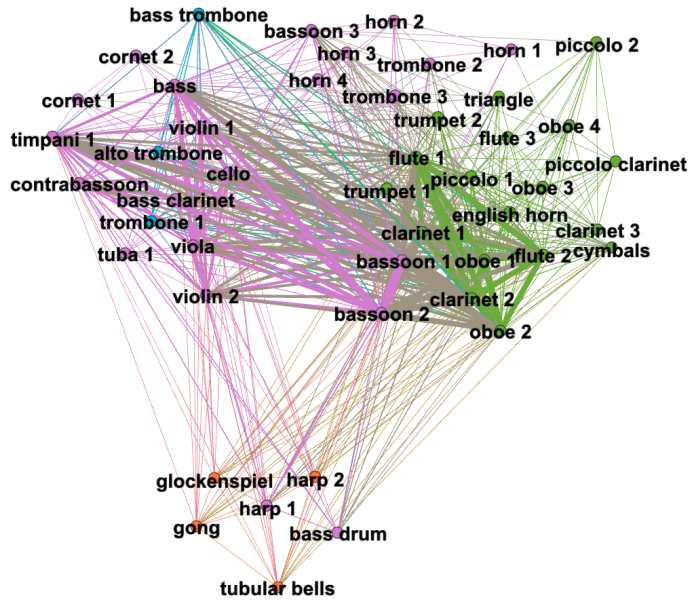 bass trombone
horn 2
bassoon 3
piccolo 2
horn 1
cornet 2
horn 3
trombone 2
bass
horn 4
trombone 3
triangle
cornet 1
trumpet 2
oboe 4
violin 1
timpani 1
flute 3
alto trombone
flute 1
piccolo clarinet
cello
piccolo 1
contrabassoon
trumpet 1
oboe 3
bass clarinet
english horn
trombone 1
clarinet 1
clarinet 3
tuba 1
viola
cymbals
bassoon 1
oboe 1
flute 2
violin 2
clarinet 2
bassoon 2
oboe 2
glockenspiel
harp 2
harp 1
gong
bass drum
tubular bells